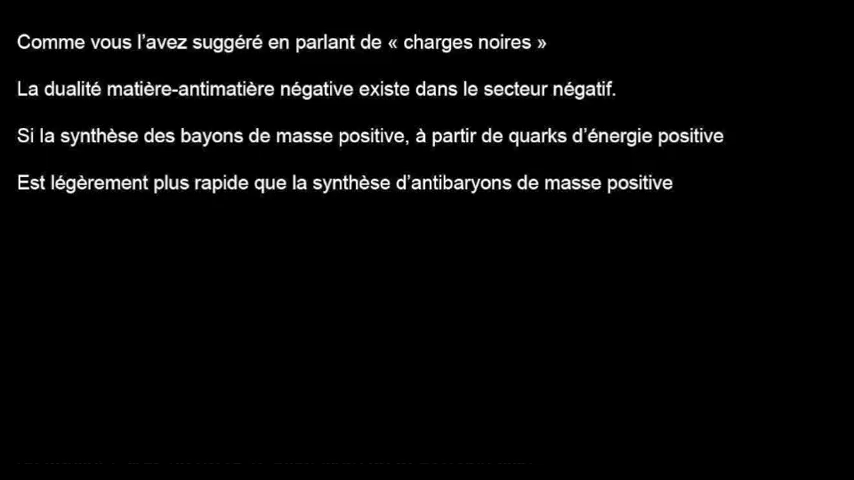 Comme vous l’avez suggéré en parlant de « charges noires »
La dualité matière-antimatière négative existe dans le secteur négatif.
Si la synthèse des bayons de masse positive, à partir de quarks d’énergie positive
Est légèrement plus rapide que la synthèse d’antibaryons de masse positive